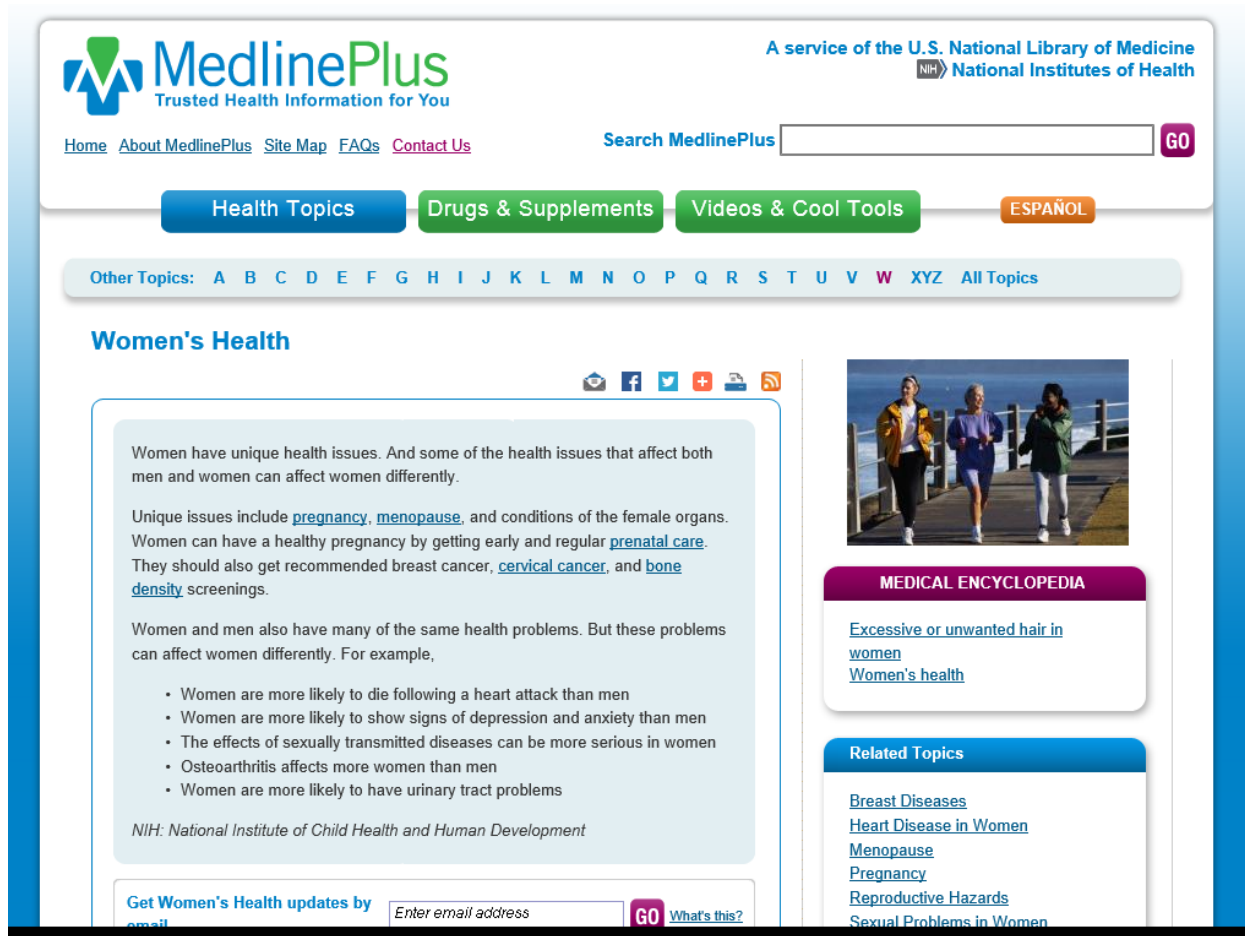 MedlinePlus
Trusted Health Information for You
A service of the U.S. National Library of Medicine
NIH National Institutes of Health
Home About MedlinePlus Site Map FAQs Contact Us
Search MedlinePlus GO
Health Topics Drugs & Supplements Videos & Cool Tools ESPAÑOL
Other Topics: A B C D E F G H I J K L M N O P Q R S T U V W XYZ All Topics
Women's Health
Women have unique health issues. And some of the health issues that affect both
men and women can affect women differently.
Unique issues include pregnancy, menopause, and conditions of the female organs.
Women can have a healthy pregnancy by getting early and regular prenatal care.
They should also get recommended breast cancer, cervical cancer, and bone
density screenings.
Women and men also have many of the same health problems. But these problems
can affect women differently. For example,
• Women are more likely to die following a heart attack than men
• Women are more likely to show signs of depression and anxiety than men
• The effects of sexually transmitted diseases can be more serious in women
• Osteoarthritis affects more women than men
• Women are more likely to have urinary tract problems
NIH: National Institute of Child Health and Human Development
Get Women's Health updates by
email
Enter email address GO What's this?
MEDICAL ENCYCLOPEDIA
Excessive or unwanted hair in
women
Women's health
Related Topics
Breast Diseases
Heart Disease in Women
Menopause
Pregnancy
Reproductive Hazards
Sexual Problems in Women